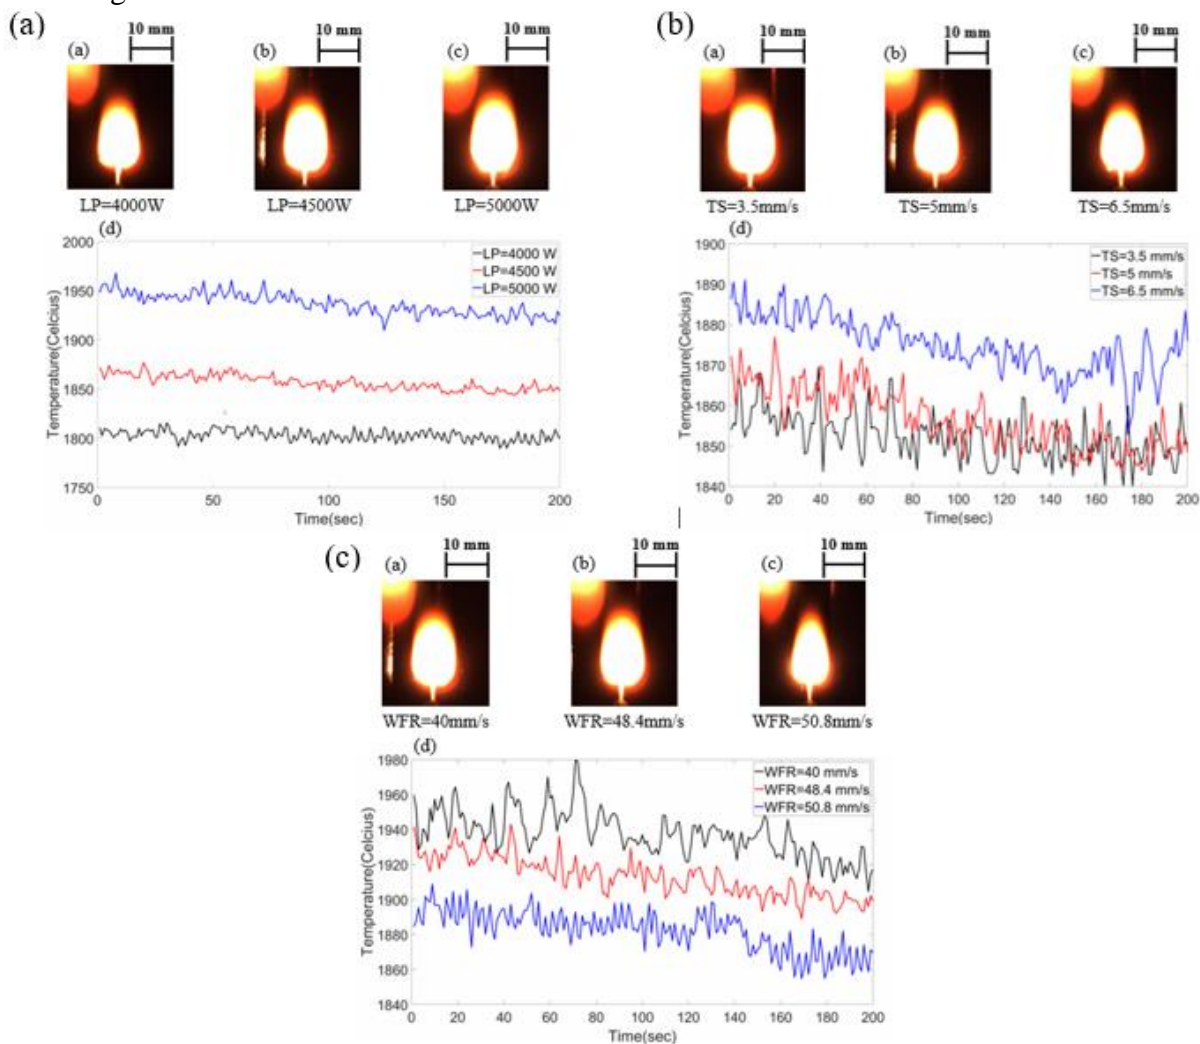 (a)
10 mm
10 mm
10 mm
(a)
(b)
(c)
LP=4000W
LP=4500W
LP=5000W
(d)
2000
1950
1900
1850
1800
1750
Temperature(Celcius)
LP=4000 W
LP=4500 W
LP=5000 W
0
50
100
150
200
Time(sec)
(b)
10 mm
10 mm
10 mm
(a)
(b)
(c)
TS=3.5mm/s
TS=5mm/s
TS=6.5mm/s
(d)
1900
1890
1880
1870
1860
1850
1840
Temperature(Celcius)
TS=3.5 mm/s
TS=5 mm/s
TS=6.5 mm/s
0
20
40
60
80
100
120
140
160
180
200
Time(sec)
(c)
10 mm
10 mm
10 mm
(a)
(b)
(c)
WFR=40mm/s
WFR=48.4mm/s
WFR=50.8mm/s
(d)
1980
1960
1940
1920
1900
1880
1860
1840
Temperature(Celcius)
WFR=40 mm/s
WFR=48.4 mm/s
WFR=50.8 mm/s
0
20
40
60
80
100
120
140
160
180
200
Time(sec)